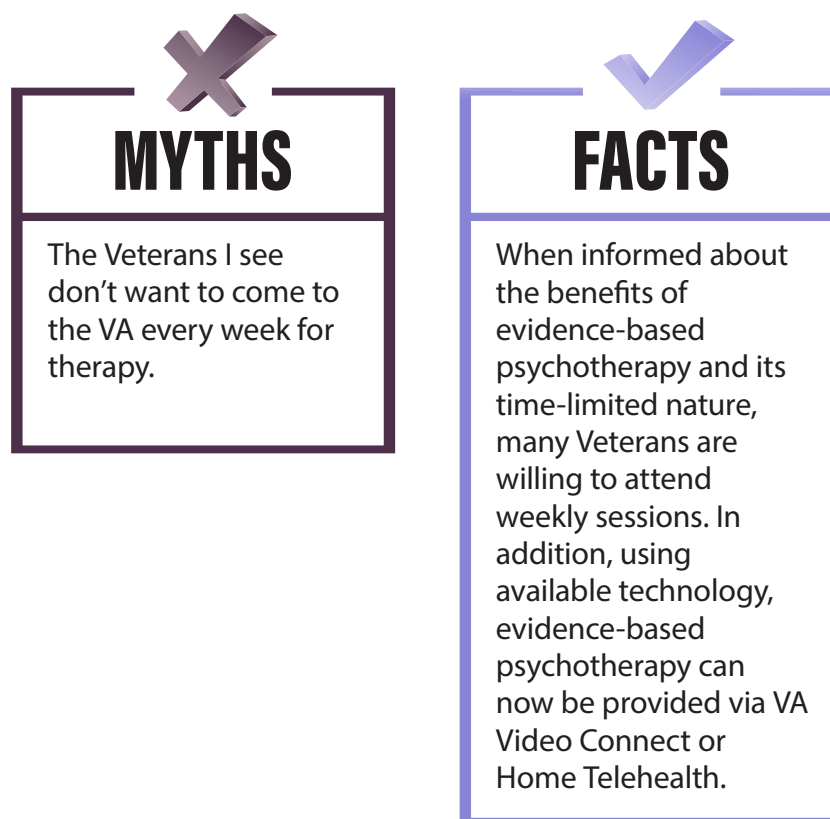 MYTHS
The Veterans I see
don’t want to come to
the VA every week for
therapy.
FACTS
When informed about
the benefits of
evidence-based
psychotherapy and its
time-limited nature,
many Veterans are
willing to attend
weekly sessions. In
addition, using
available technology,
evidence-based
psychotherapy can
now be provided via VA
Video Connect or
Home Telehealth.